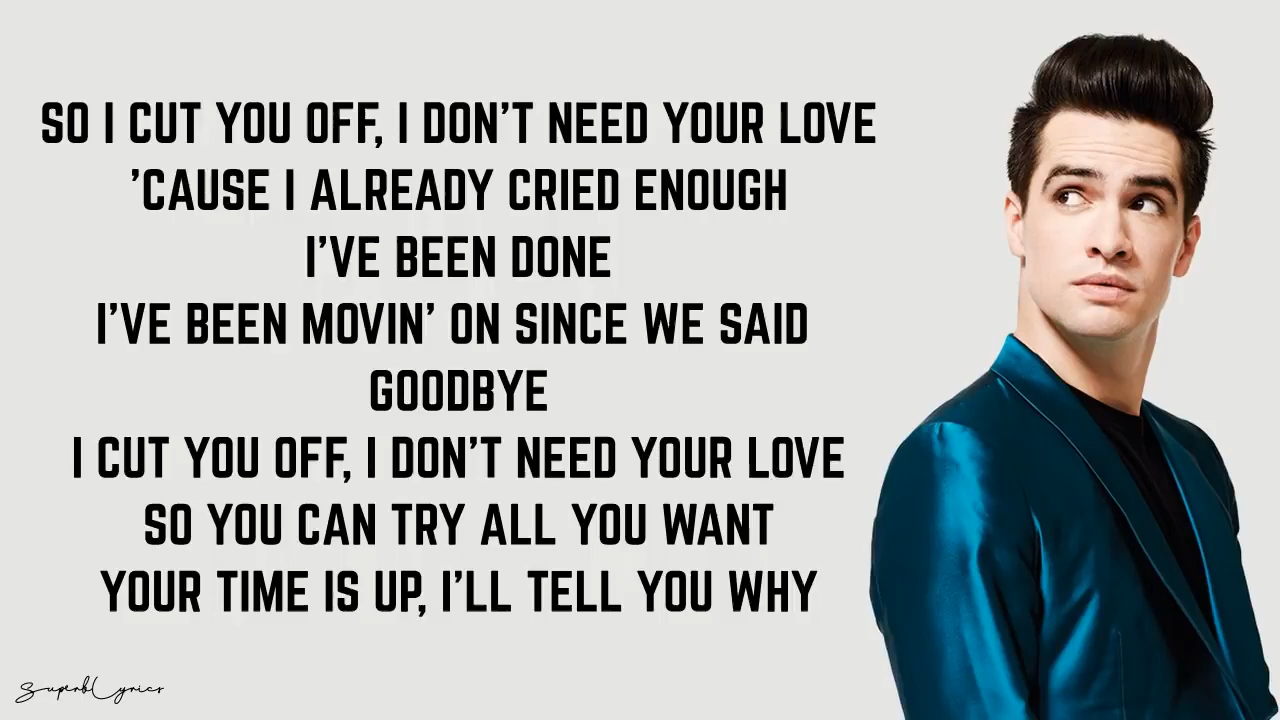 SO I CUT YOU OFF, I DON'T NEED YOUR LOVE
'CAUSE I ALREADY CRIED ENOUGH
I'VE BEEN DONE
I'VE BEEN MOVIN' ON SINCE WE SAID
GOODBYE
I CUT YOU OFF, I DON'T NEED YOUR LOVE
SO YOU CAN TRY ALL YOU WANT
YOUR TIME IS UP, I'LL TELL YOU WHY
SuperbLyrics